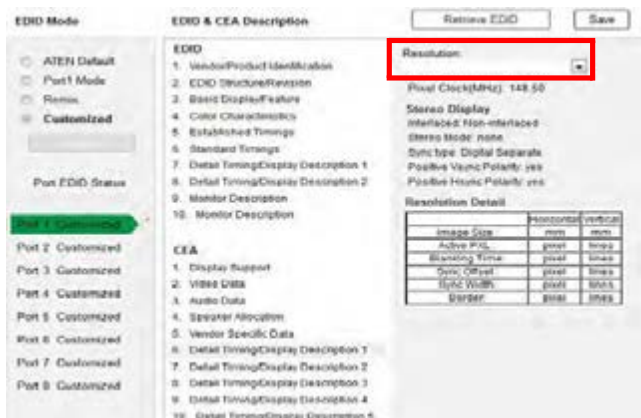 EDID Mode
EDID & CEA Description
Retrieve EDID
Save
ATEN Default
Port1 Mode
Remix
Customized
Port EDID Status
Port 1 Customized
Port 2 Customized
Port 3 Customized
Port 4 Customized
Port 5 Customized
Port 6 Customized
Port 7 Customized
Port 8 Customized
EDID
1. Vendor/Product Identification
2. EDID Structure/Revision
3. Basic Display/Feature
4. Color Characteristics
5. Established Timings
6. Standard Timings
7. Detail Timing/Display Description 1
8. Detail Timing/Display Description 2
9. Monitor Description
10. Monitor Description
CEA
1. Display Support
2. Video Data
3. Audio Data
4. Speaker Allocation
5. Vendor Specific Data
6. Detail Timing/Display Description 1
7. Detail Timing/Display Description 2
8. Detail Timing/Display Description 3
9. Detail Timing/Display Description 4
10. Detail Timing/Display Description 5
Resolution:
Pixel Clock(MHz): 148.50
Stereo Display
Interlaced: Non-interlaced
Stereo Mode: none
Sync type: Digital Separate
Positive Vsync Polarity: yes
Positive Hsync Polarity: yes
Resolution Detail
Horizontal Vertical
Image Size mm mm
Active PXL pixel lines
Blanking Time pixel lines
Sync Offset pixel lines
Sync Width pixel lines
Border pixel lines